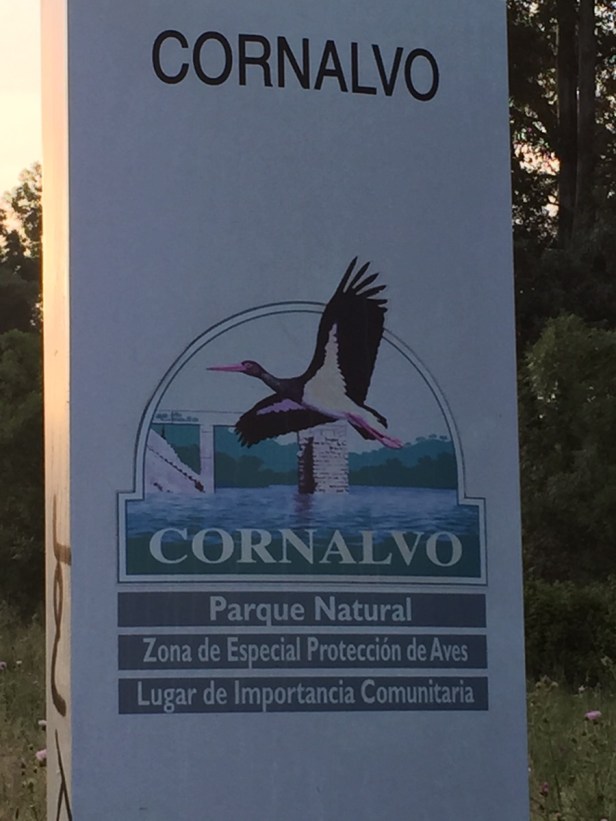 CORNALVO
CORNALVO
Parque Natural
Zona de Especial Protección de Aves
Lugar de Importancia Comunitaria